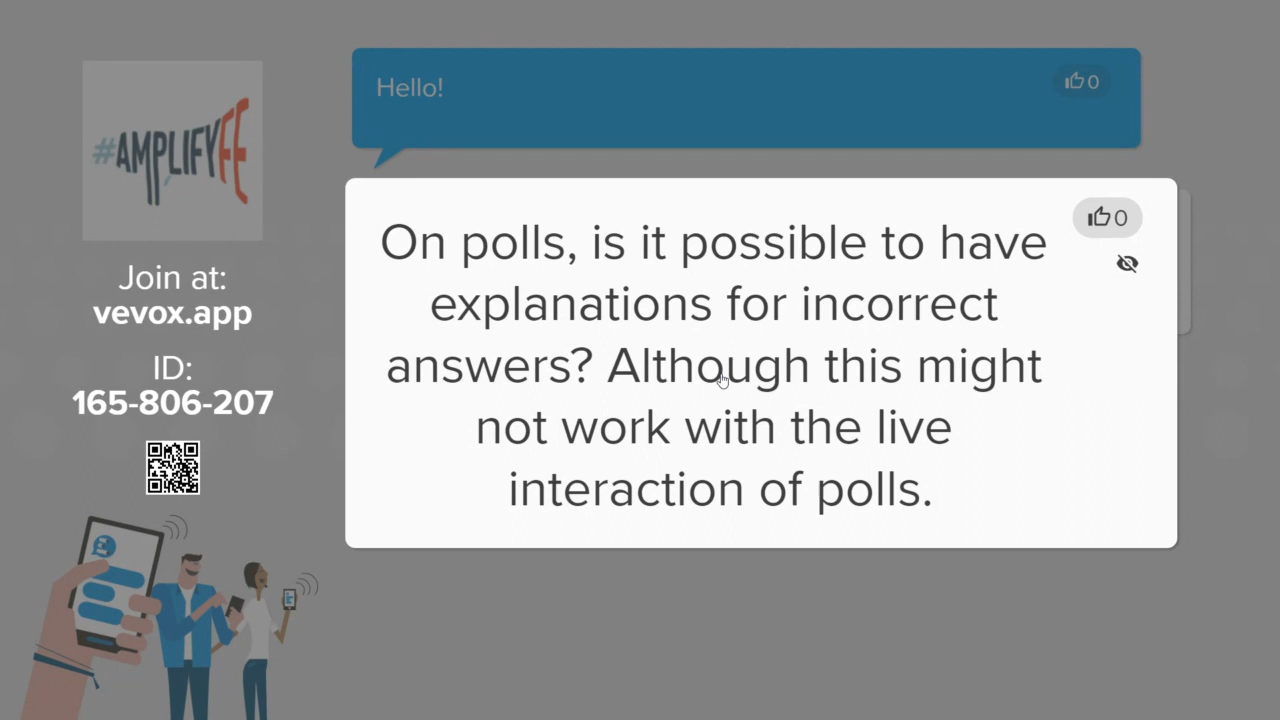 #AMPLIFYFE
Join at:
vevox.app
ID:
165-806-207
Hello!
0
On polls, is it possible to have
explanations for incorrect
answers? Although this might
not work with the live
interaction of polls.
0